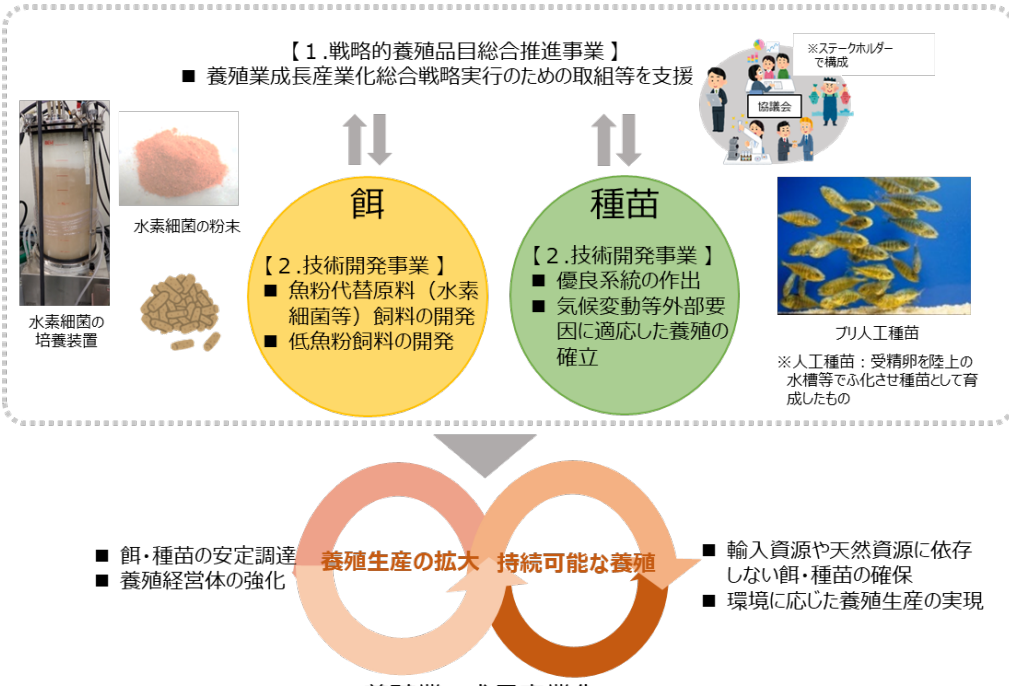 【１.戦略的養殖品目総合推進事業】
■ 養殖業成長産業化総合戦略実行のための取組等を支援
※ステークホルダー
で構成
協議会
水素細菌の粉末
水素細菌の
培養装置
餌
【２.技術開発事業】
■ 魚粉代替原料（水素
細菌等）飼料の開発
■ 低魚粉飼料の開発
種苗
【２.技術開発事業】
■ 優良系統の作出
■ 気候変動等外部要
因に適応した養殖の
確立
ブリ人工種苗
※人工種苗：受精卵を陸上の
水槽等でふ化させ種苗として育
成したもの
■ 餌・種苗の安定調達
■ 養殖経営体の強化
養殖生産の拡大
持続可能な養殖
■ 輸入資源や天然資源に依存
しない餌・種苗の確保
■ 環境に応じた養殖生産の実現